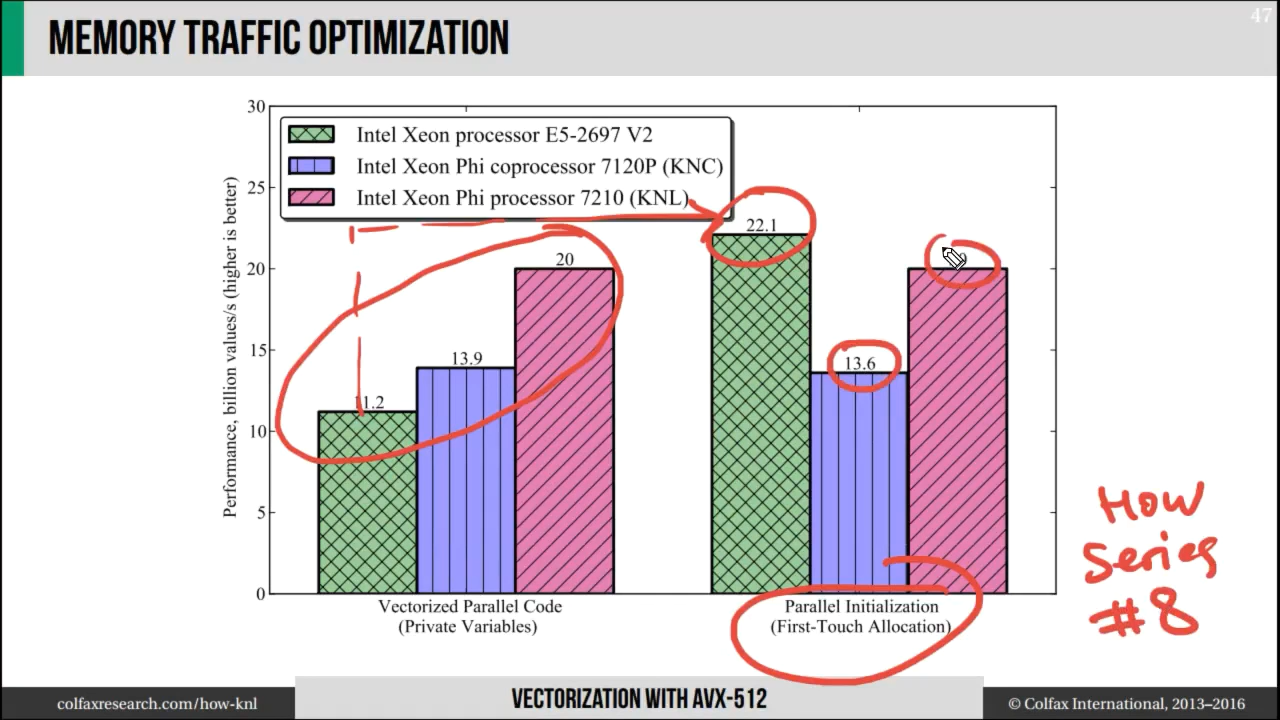 47
MEMORY TRAFFIC OPTIMIZATION
Performance, billion values/s (higher is better)
30
25
20
15
10
5
0
Intel Xeon processor E5-2697 V2
Intel Xeon Phi coprocessor 7120P (KNC)
Intel Xeon Phi processor 7210 (KNL)
11.2
13.9
20
22.1
13.6
Vectorized Parallel Code
(Private Variables)
Parallel Initialization
(First-Touch Allocation)
How
Series
#8
colfaxresearch.com/how-knl
VECTORIZATION WITH AVX-512
© Colfax International, 2013–2016